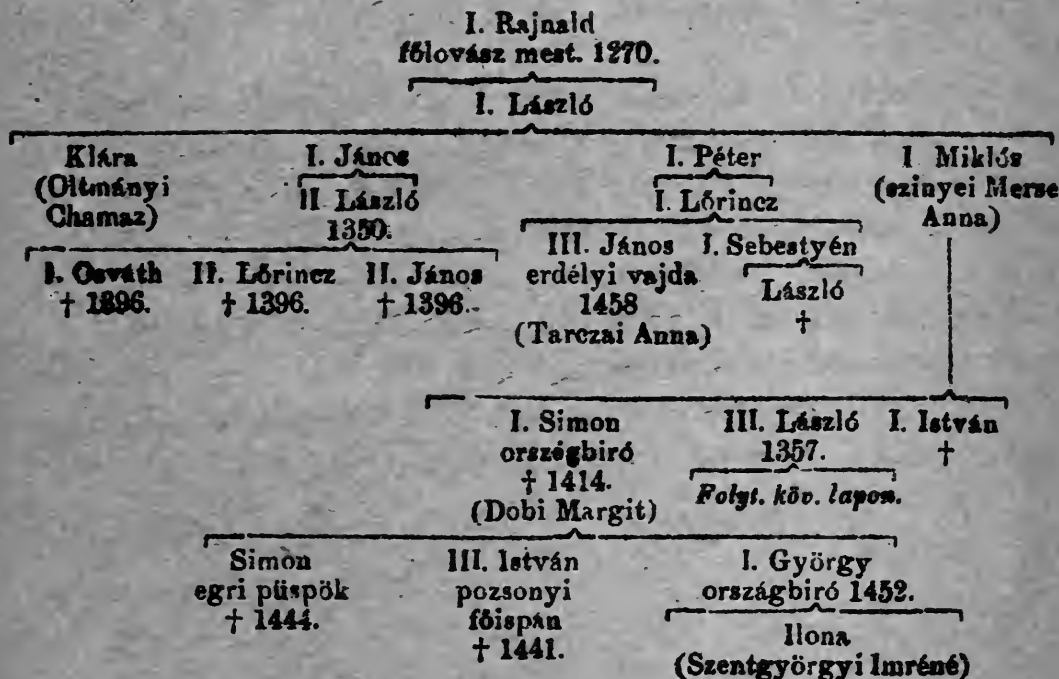 I. Rajnald
főlovász mest. 1270.
I. László
Klára I. János I. Péter I Miklós
(Oltmányi Chamaz) II. László 1350. I. Lőrincz (szinyei Merse Anna)
III. János erdélyi vajda 1458 (Tarczai Anna) I. Sebestyén
László †
I. Osváth II. Lőrincz II. János
† 1396. † 1396. † 1396.
I. Simon III. László I. István
országbiró 1357. †
† 1414. Folyt. köv. lapon.
(Dobi Margit)
Simon III. István I. György
egri püspök pozsonyi országbiró 1452.
† 1444. főispán Ilona
† 1441. (Szentgyörgyi Imréné)